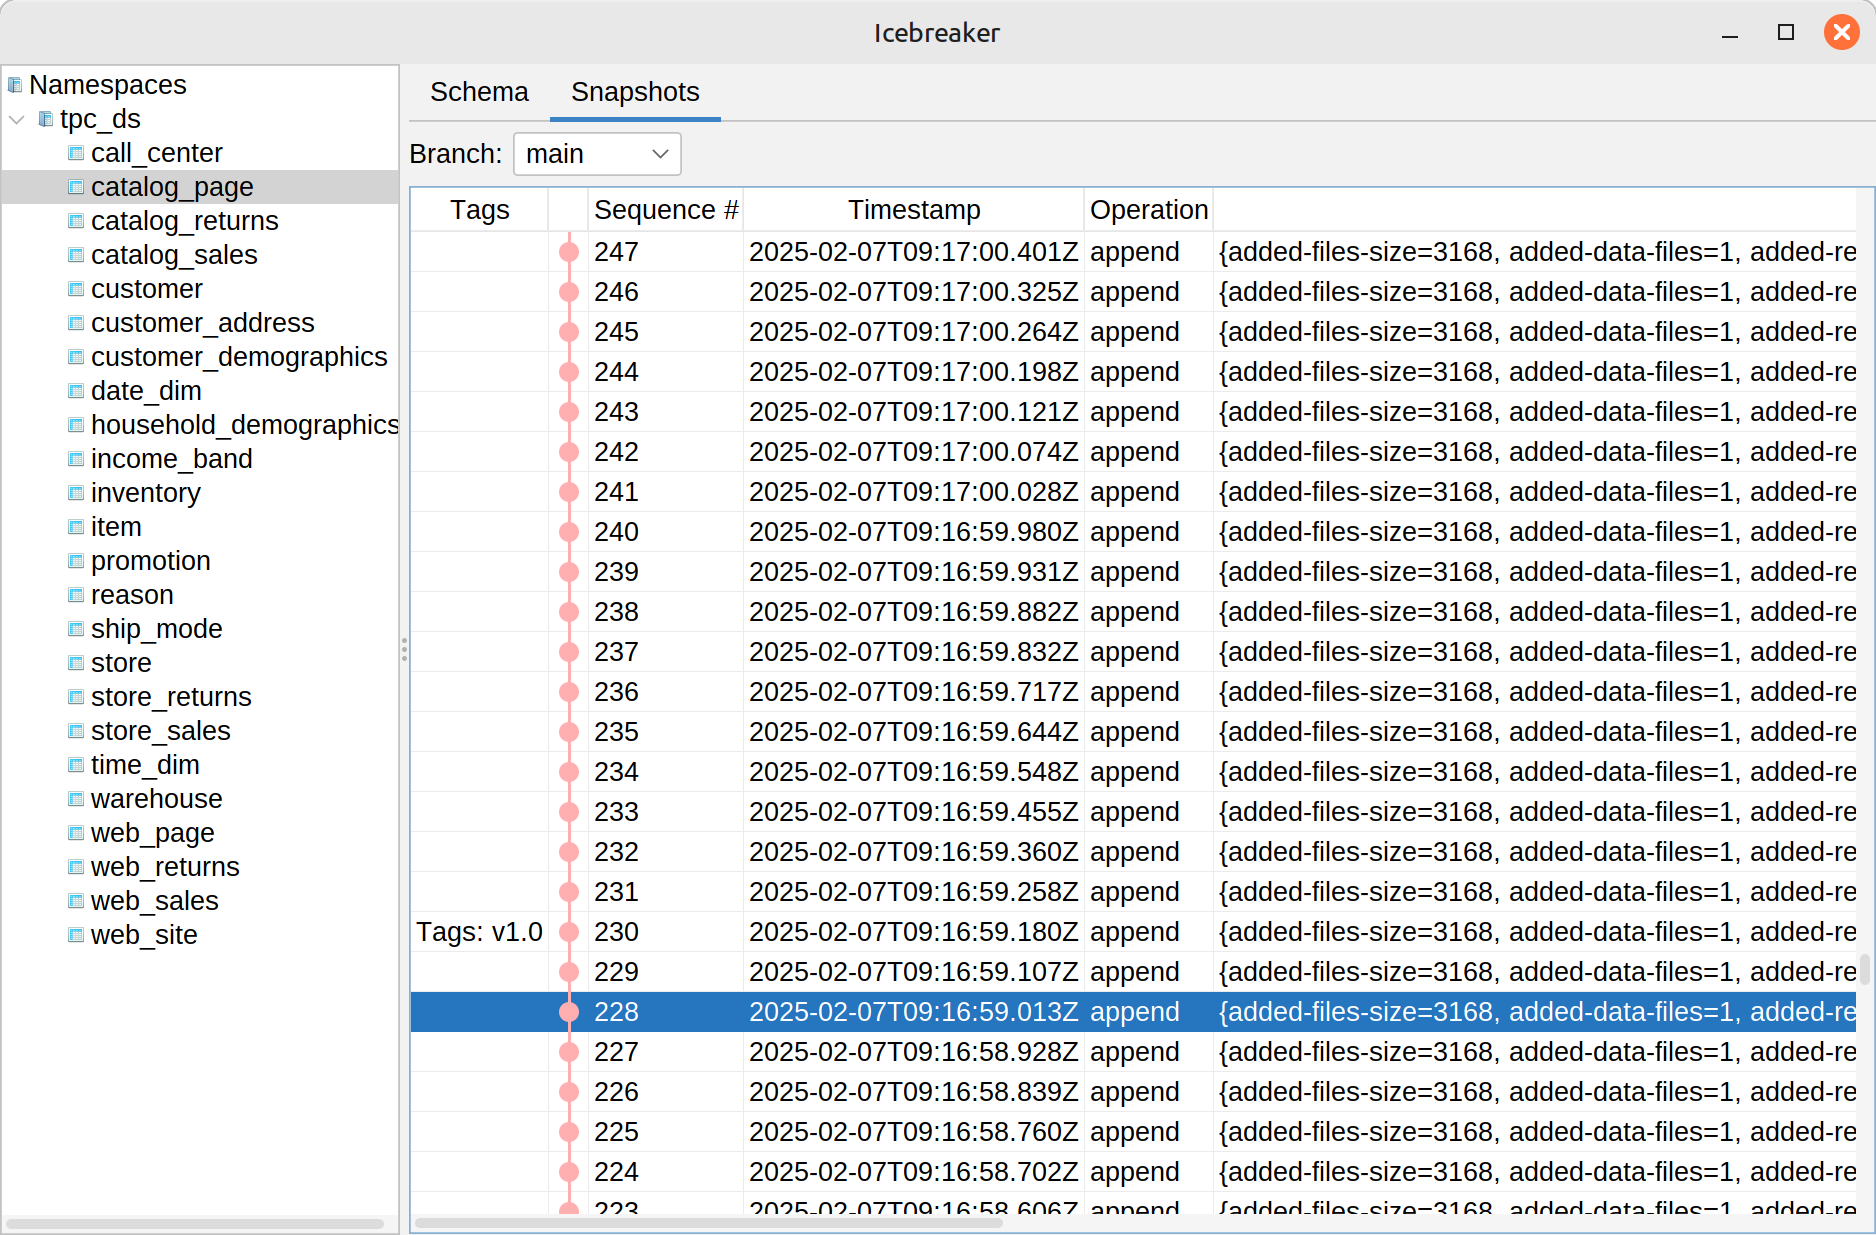 Icebreaker
Namespaces
tpc_ds
call_center
catalog_page
catalog_returns
catalog_sales
customer
customer_address
customer_demographics
date_dim
household_demographics
income_band
inventory
item
promotion
reason
ship_mode
store
store_returns
store_sales
time_dim
warehouse
web_page
web_returns
web_sales
web_site
Schema Snapshots
Branch: main
Tags Sequence # Timestamp Operation
247 2025-02-07T09:17:00.401Z append {added-files-size=3168, added-data-files=1, added-re
246 2025-02-07T09:17:00.325Z append {added-files-size=3168, added-data-files=1, added-re
245 2025-02-07T09:17:00.264Z append {added-files-size=3168, added-data-files=1, added-re
244 2025-02-07T09:17:00.198Z append {added-files-size=3168, added-data-files=1, added-re
243 2025-02-07T09:17:00.121Z append {added-files-size=3168, added-data-files=1, added-re
242 2025-02-07T09:17:00.074Z append {added-files-size=3168, added-data-files=1, added-re
241 2025-02-07T09:17:00.028Z append {added-files-size=3168, added-data-files=1, added-re
240 2025-02-07T09:16:59.980Z append {added-files-size=3168, added-data-files=1, added-re
239 2025-02-07T09:16:59.931Z append {added-files-size=3168, added-data-files=1, added-re
238 2025-02-07T09:16:59.882Z append {added-files-size=3168, added-data-files=1, added-re
237 2025-02-07T09:16:59.832Z append {added-files-size=3168, added-data-files=1, added-re
236 2025-02-07T09:16:59.717Z append {added-files-size=3168, added-data-files=1, added-re
235 2025-02-07T09:16:59.644Z append {added-files-size=3168, added-data-files=1, added-re
234 2025-02-07T09:16:59.548Z append {added-files-size=3168, added-data-files=1, added-re
233 2025-02-07T09:16:59.455Z append {added-files-size=3168, added-data-files=1, added-re
232 2025-02-07T09:16:59.360Z append {added-files-size=3168, added-data-files=1, added-re
231 2025-02-07T09:16:59.258Z append {added-files-size=3168, added-data-files=1, added-re
Tags: v1.0 230 2025-02-07T09:16:59.180Z append {added-files-size=3168, added-data-files=1, added-re
229 2025-02-07T09:16:59.107Z append {added-files-size=3168, added-data-files=1, added-re
228 2025-02-07T09:16:59.013Z append {added-files-size=3168, added-data-files=1, added-re
227 2025-02-07T09:16:58.928Z append {added-files-size=3168, added-data-files=1, added-re
226 2025-02-07T09:16:58.839Z append {added-files-size=3168, added-data-files=1, added-re
225 2025-02-07T09:16:58.760Z append {added-files-size=3168, added-data-files=1, added-re
224 2025-02-07T09:16:58.702Z append {added-files-size=3168, added-data-files=1, added-re
223 2025-02-07T09:16:58.606Z append {added-files-size=3168, added-data-files=1, added-re